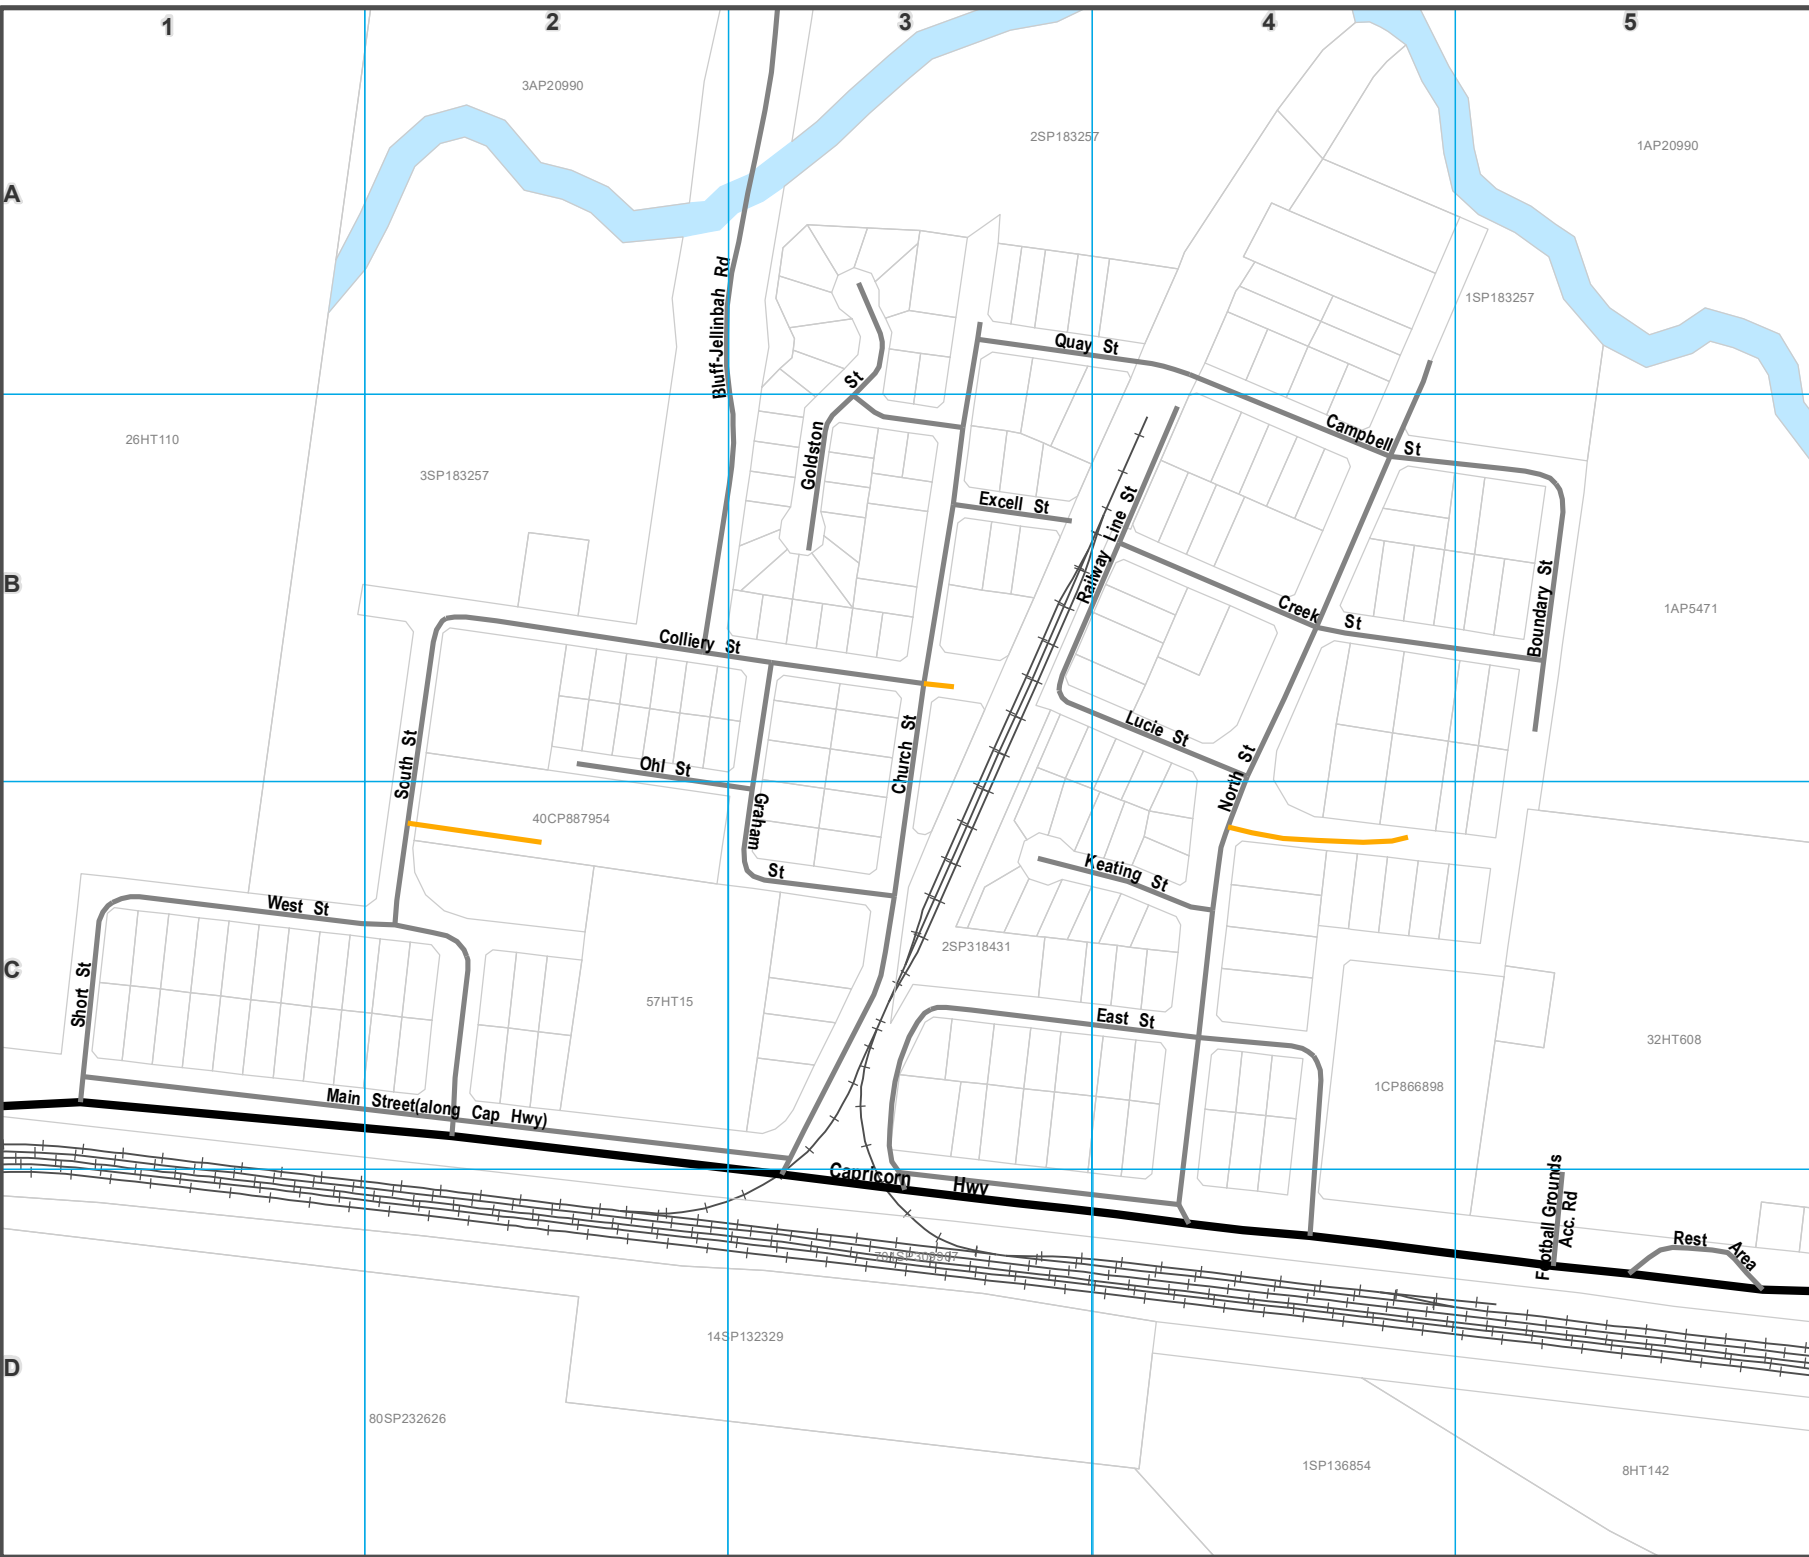 1
2
3
4
5
3AP20990
2SP183257
1AP20990
A
Bluff-Jellinbah Rd
1SP183257
Quay St
St
Goldston
Campbell St
26HT110
3SP183257
Excell St
Railway Line St
B
Creek St
Boundary St
1AP5471
Colliery St
South St
Church St
Lucie St
Ohl St
North St
40CP887954
Graham
St
Keating St
West St
2SP318431
C
Short St
57HT15
East St
32HT608
1CP866898
Main Street(along Cap Hwy)
Capricorn Hwy
Football Grounds
Acc. Rd
Rest Area
14SP132329
D
80SP232626
1SP136854
8HT142